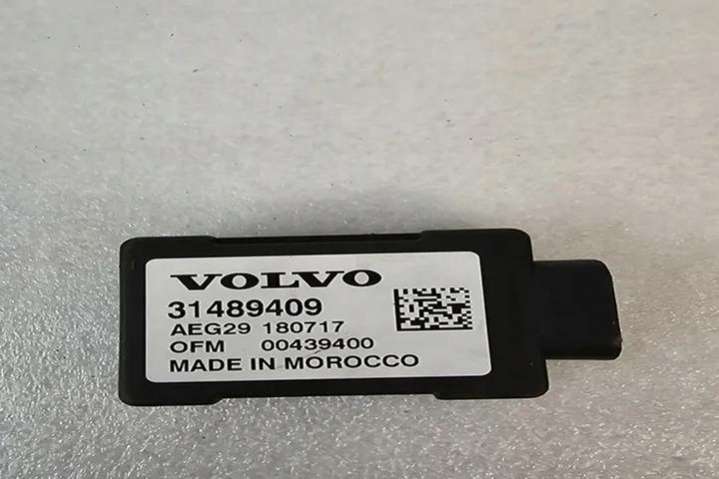 VOLVO
31489409
AEG29 180717
OFM 00439400
MADE IN MOROCCO